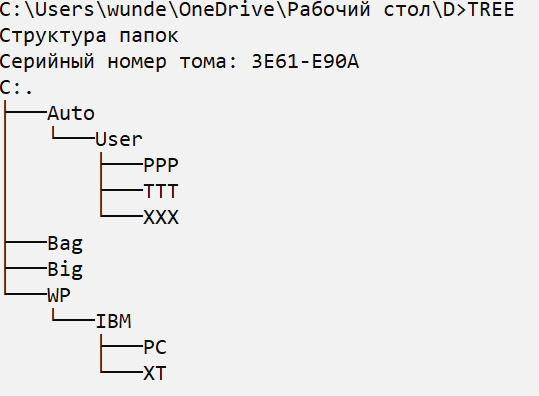 C:\Users\wunde\OneDrive\Рабочий стол\D>TREE
Структура папок
Серийный номер тома: 3E61-E90A
C:.
├───Auto
│   └───User
│       ├───PPP
│       ├───TTT
│       └───XXX
├───Bag
├───Big
└───WP
    └───IBM
        ├───PC
        └───XT